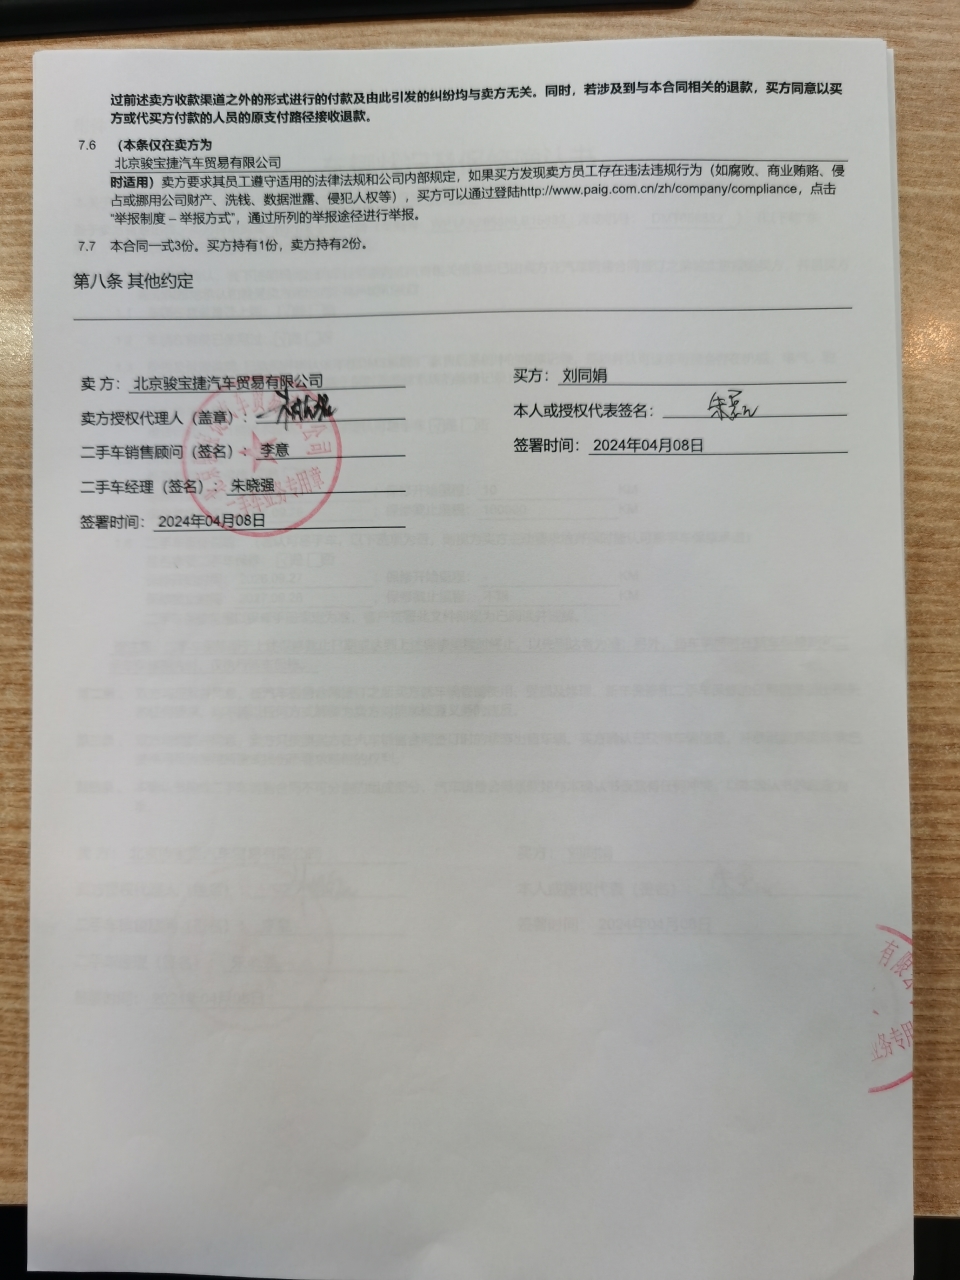 过前述卖方收款渠道之外的形式进行的付款及由此引发的纠纷均与卖方无关。同时，若涉及到与本合同相关的退款，买方同意以买
方或代买方付款的人员的原支付路径接收退款。
7.6 （本条仅在卖方为
北京骏宝捷汽车贸易有限公司
时适用）卖方要求其员工遵守适用的法律法规和公司内部规定，如果买方发现卖方员工存在违法违规行为（如腐败、商业贿赂、侵
占或挪用公司财产、洗钱、数据泄露、侵犯人权等），买方可以通过登陆http://www.paig.com.cn/zh/company/compliance，点击
“举报制度 – 举报方式”，通过所列的举报途径进行举报。
7.7 本合同一式3份。买方持有1份，卖方持有2份。
第八条 其他约定
卖 方： 北京骏宝捷汽车贸易有限公司
卖方授权代理人（盖章）：
二手车销售顾问（签名）： 李意
二手车经理（签名）： 朱晓强
签署时间： 2024年04月08日
买方： 刘同娟
本人或授权代表签名：
签署时间： 2024年04月08日
二手车业务专用章
有限公
业务专用